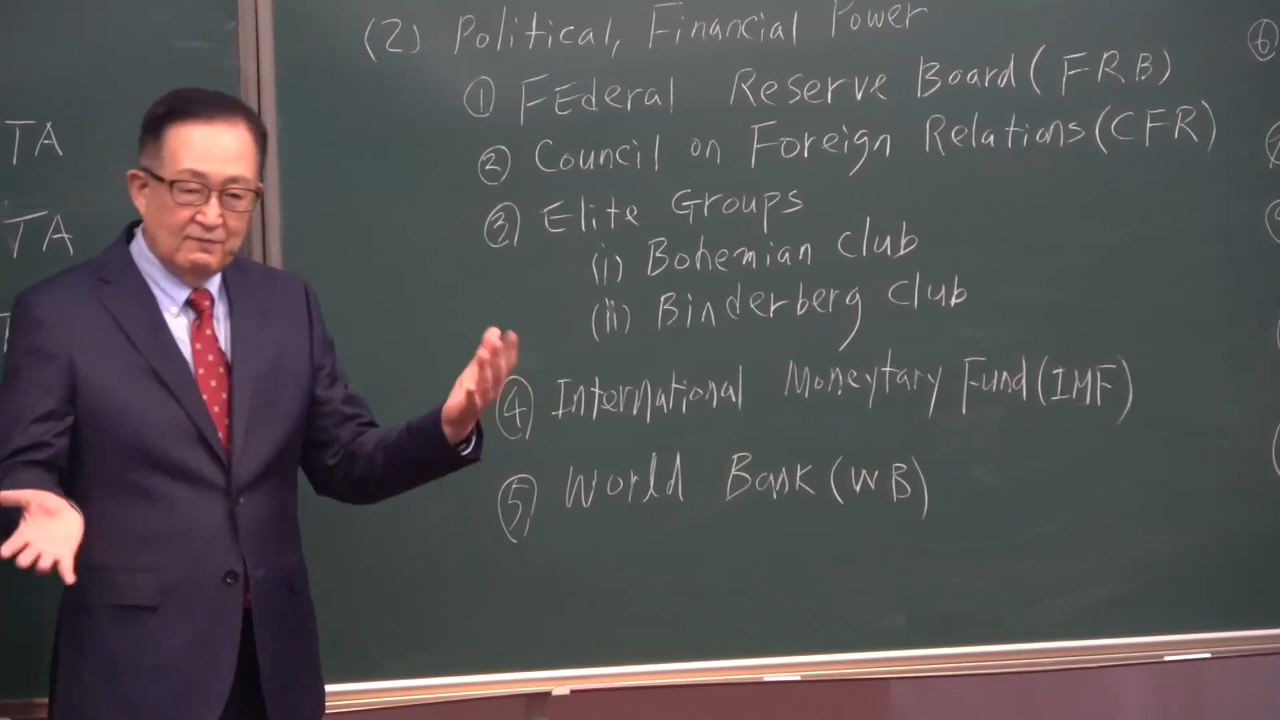 TA
TA
(2) Political, Financial Power
① FEderal Reserve Board (FRB)
② Council on Foreign Relations (CFR)
③ Elite Groups
(i) Bohemian Club
(ii) Binderberg Club
④ International Moneytary Fund (IMF)
⑤ World Bank (WB)
⑥